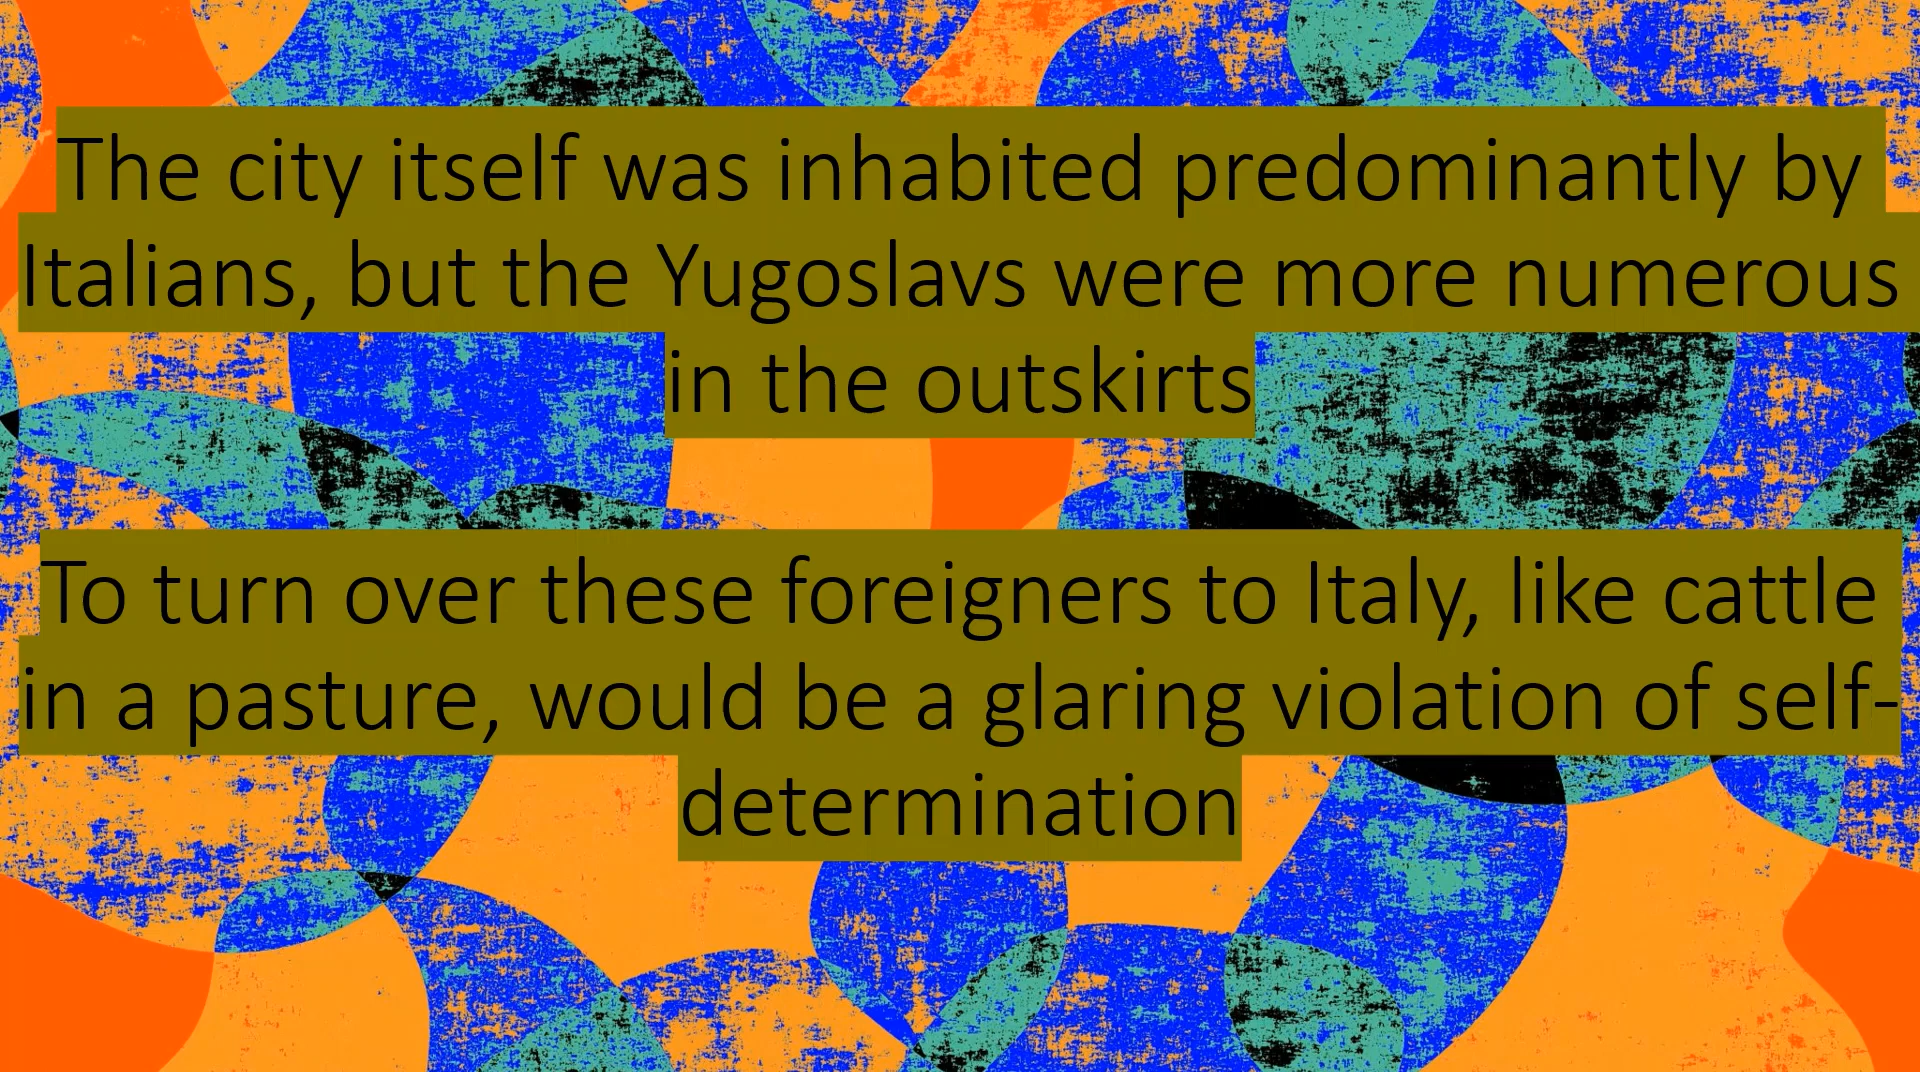 The city itself was inhabited predominantly by
Italians, but the Yugoslavs were more numerous
in the outskirts
To turn over these foreigners to Italy, like cattle
in a pasture, would be a glaring violation of self-
determination